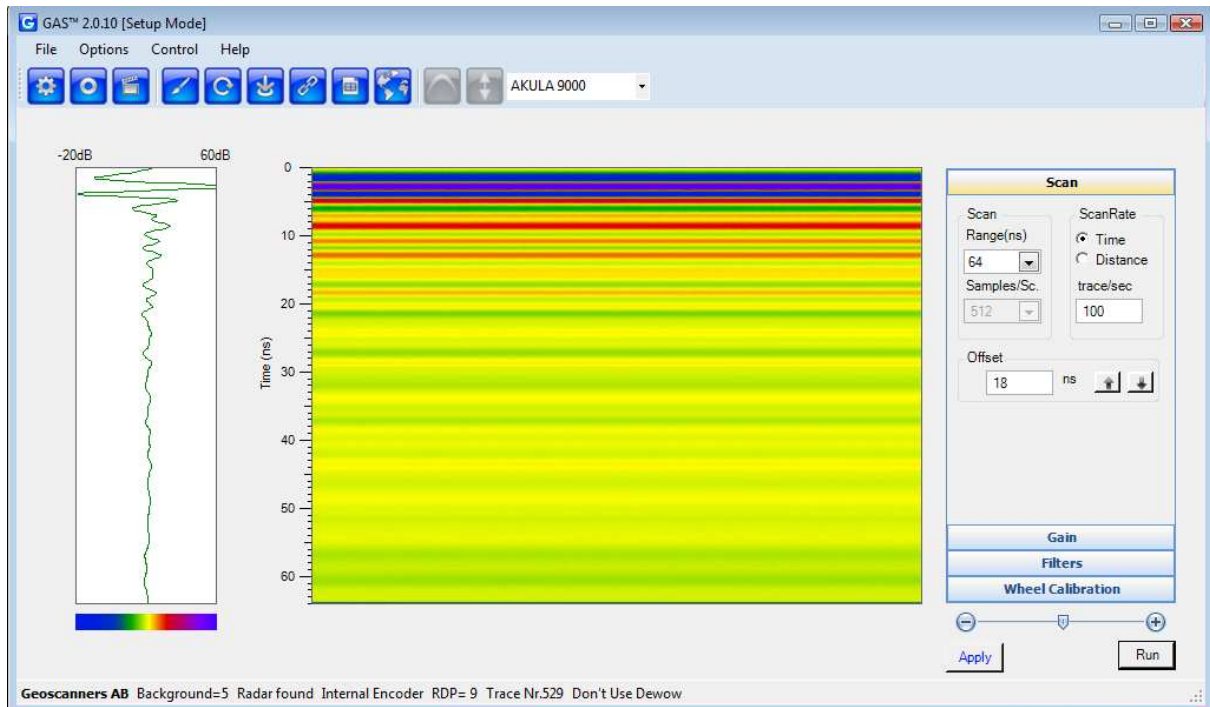 GAS™ 2.0.10 [Setup Mode]
File Options Control Help
AKULA 9000
-20dB 60dB
Time (ns)
0
10
20
30
40
50
60
Scan
Scan
Range(ns)
64
Samples/Sc.
512
ScanRate
Time
Distance
trace/sec
100
Offset
18 ns
Gain
Filters
Wheel Calibration
Apply
Run
Geoscanners AB Background=5 Radar found Internal Encoder RDP= 9 Trace Nr.529 Don't Use Dewow